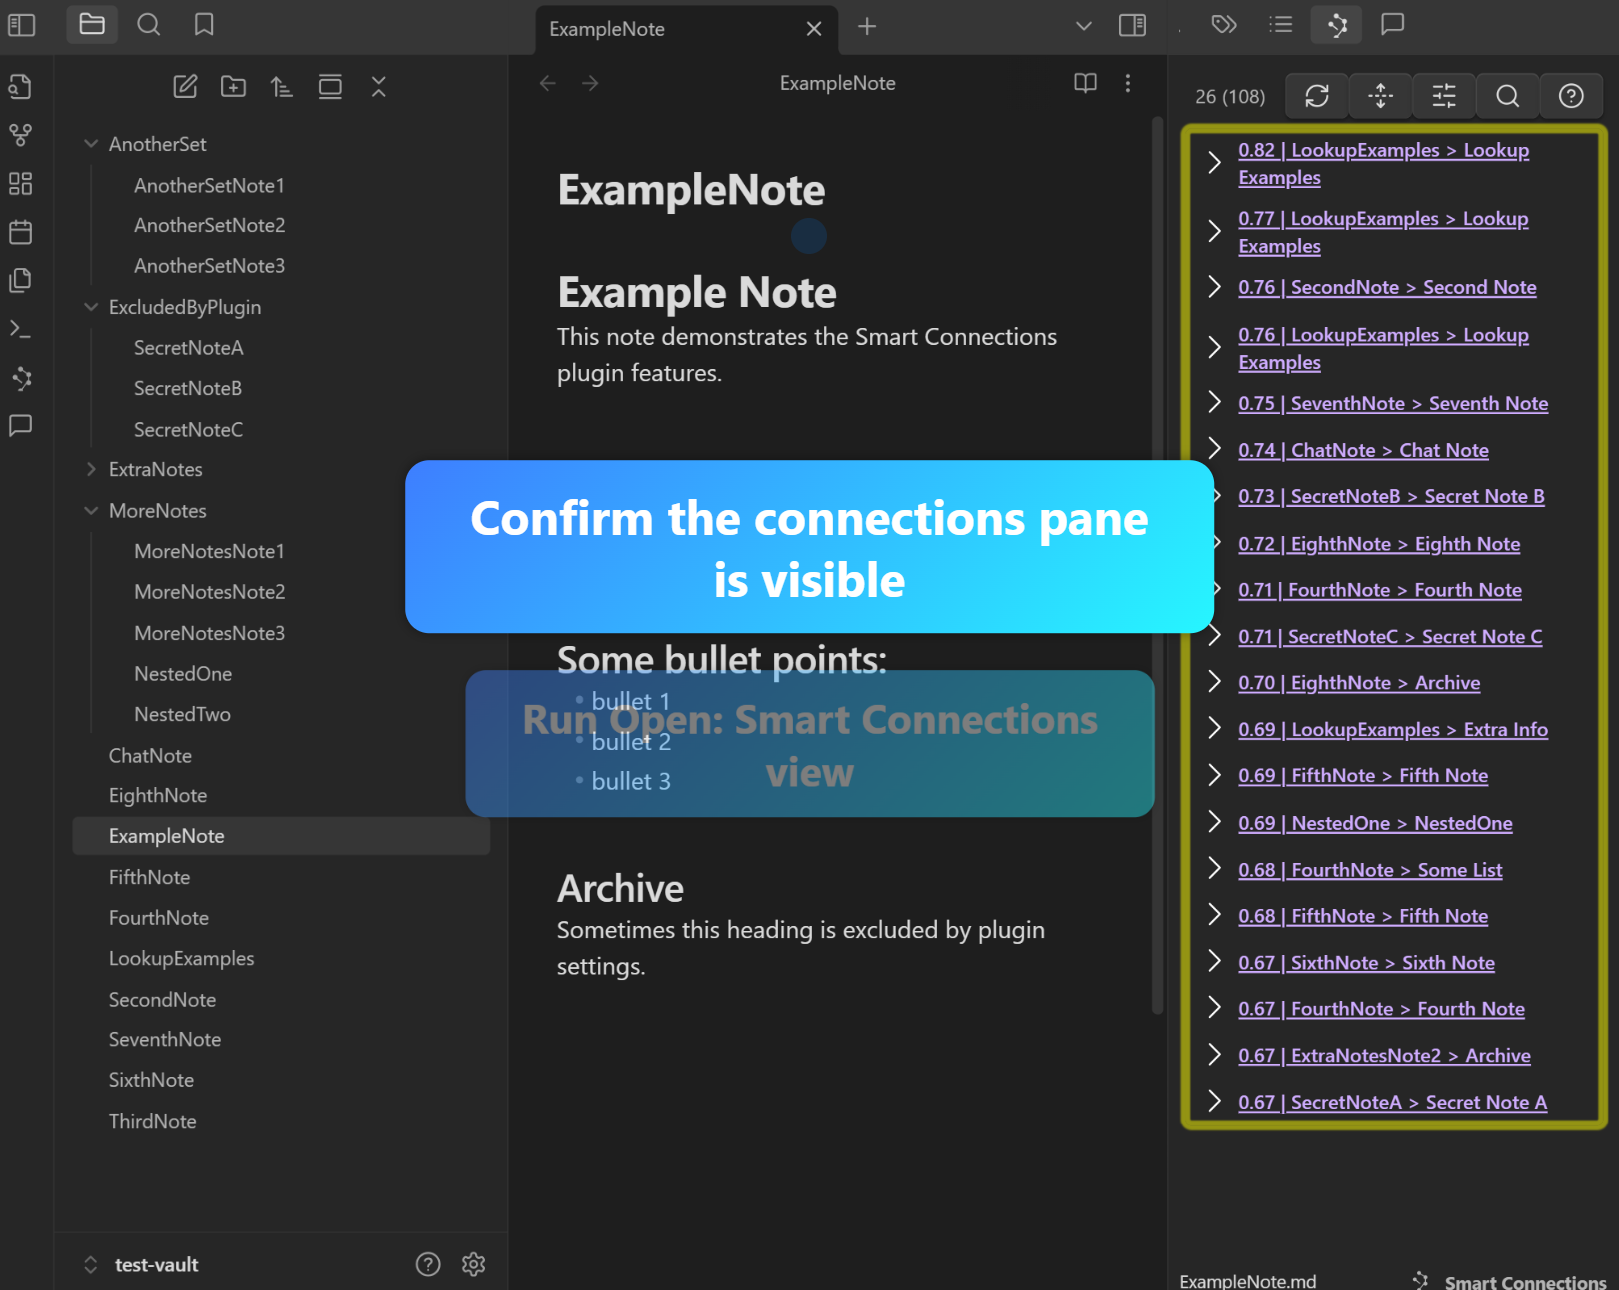 ExampleNote
AnotherSet
AnotherSetNote1
AnotherSetNote2
AnotherSetNote3
ExcludedByPlugin
SecretNoteA
SecretNoteB
SecretNoteC
ExtraNotes
MoreNotes
MoreNotesNote1
MoreNotesNote2
MoreNotesNote3
NestedOne
NestedTwo
ChatNote
EighthNote
ExampleNote
FifthNote
FourthNote
LookupExamples
SecondNote
SeventhNote
SixthNote
ThirdNote
test-vault
ExampleNote
ExampleNote
Example Note
This note demonstrates the Smart Connections
plugin features.
Confirm the connections pane
is visible
Some bullet points:
• bullet 1
Run Open: Smart Connections
• bullet 2
view
• bullet 3
Archive
Sometimes this heading is excluded by plugin
settings.
26 (108)
0.82 | LookupExamples > Lookup
Examples
0.77 | LookupExamples > Lookup
Examples
0.76 | SecondNote > Second Note
0.76 | LookupExamples > Lookup
Examples
0.75 | SeventhNote > Seventh Note
0.74 | ChatNote > Chat Note
0.73 | SecretNoteB > Secret Note B
0.72 | EighthNote > Eighth Note
0.71 | FourthNote > Fourth Note
0.71 | SecretNoteC > Secret Note C
0.70 | EighthNote > Archive
0.69 | LookupExamples > Extra Info
0.69 | FifthNote > Fifth Note
0.69 | NestedOne > NestedOne
0.68 | FourthNote > Some List
0.68 | FifthNote > Fifth Note
0.67 | SixthNote > Sixth Note
0.67 | FourthNote > Fourth Note
0.67 | ExtraNotesNote2 > Archive
0.67 | SecretNoteA > Secret Note A
ExampleNote.md
Smart Connections